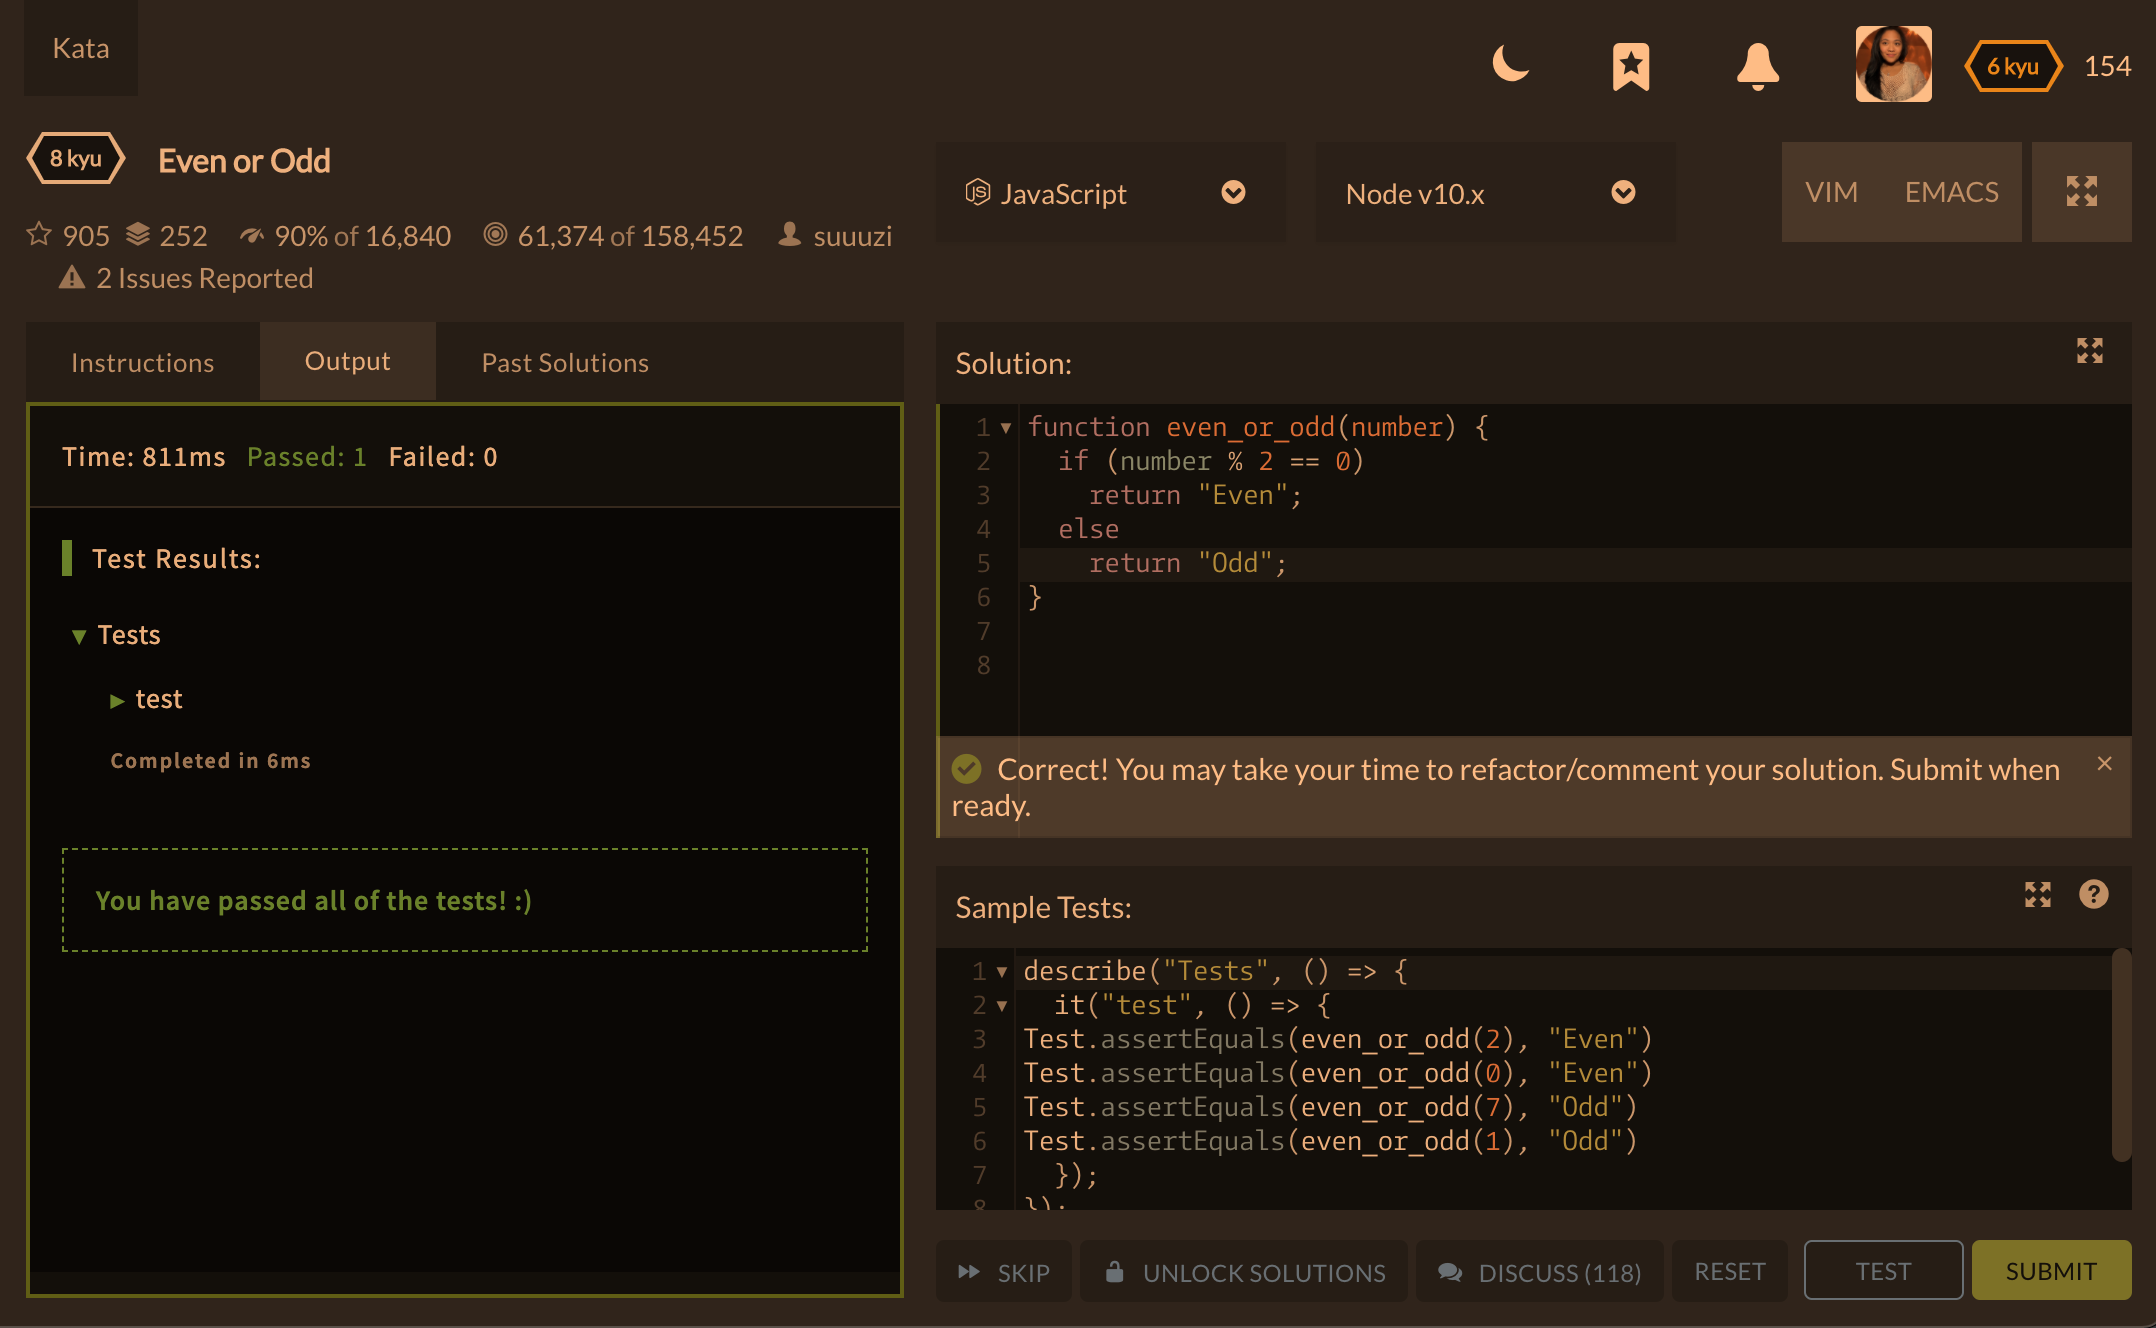 Kata
6 kyu 154
8 kyu Even or Odd
905 252 90% of 16,840 61,374 of 158,452 suuuzi
2 Issues Reported
JavaScript
Node v10.x
VIM EMACS
Instructions Output Past Solutions
Time: 811ms Passed: 1 Failed: 0
Test Results:
Tests
test
Completed in 6ms
You have passed all of the tests! :)
Solution:
1 function even_or_odd(number) {
2   if (number % 2 == 0)
3     return "Even";
4   else
5     return "Odd";
6 }
7
8
Correct! You may take your time to refactor/comment your solution. Submit when
ready.
Sample Tests:
1 describe("Tests", () => {
2   it("test", () => {
3 Test.assertEquals(even_or_odd(2), "Even")
4 Test.assertEquals(even_or_odd(0), "Even")
5 Test.assertEquals(even_or_odd(7), "Odd")
6 Test.assertEquals(even_or_odd(1), "Odd")
7   });
8 });
SKIP UNLOCK SOLUTIONS DISCUSS (118) RESET TEST SUBMIT